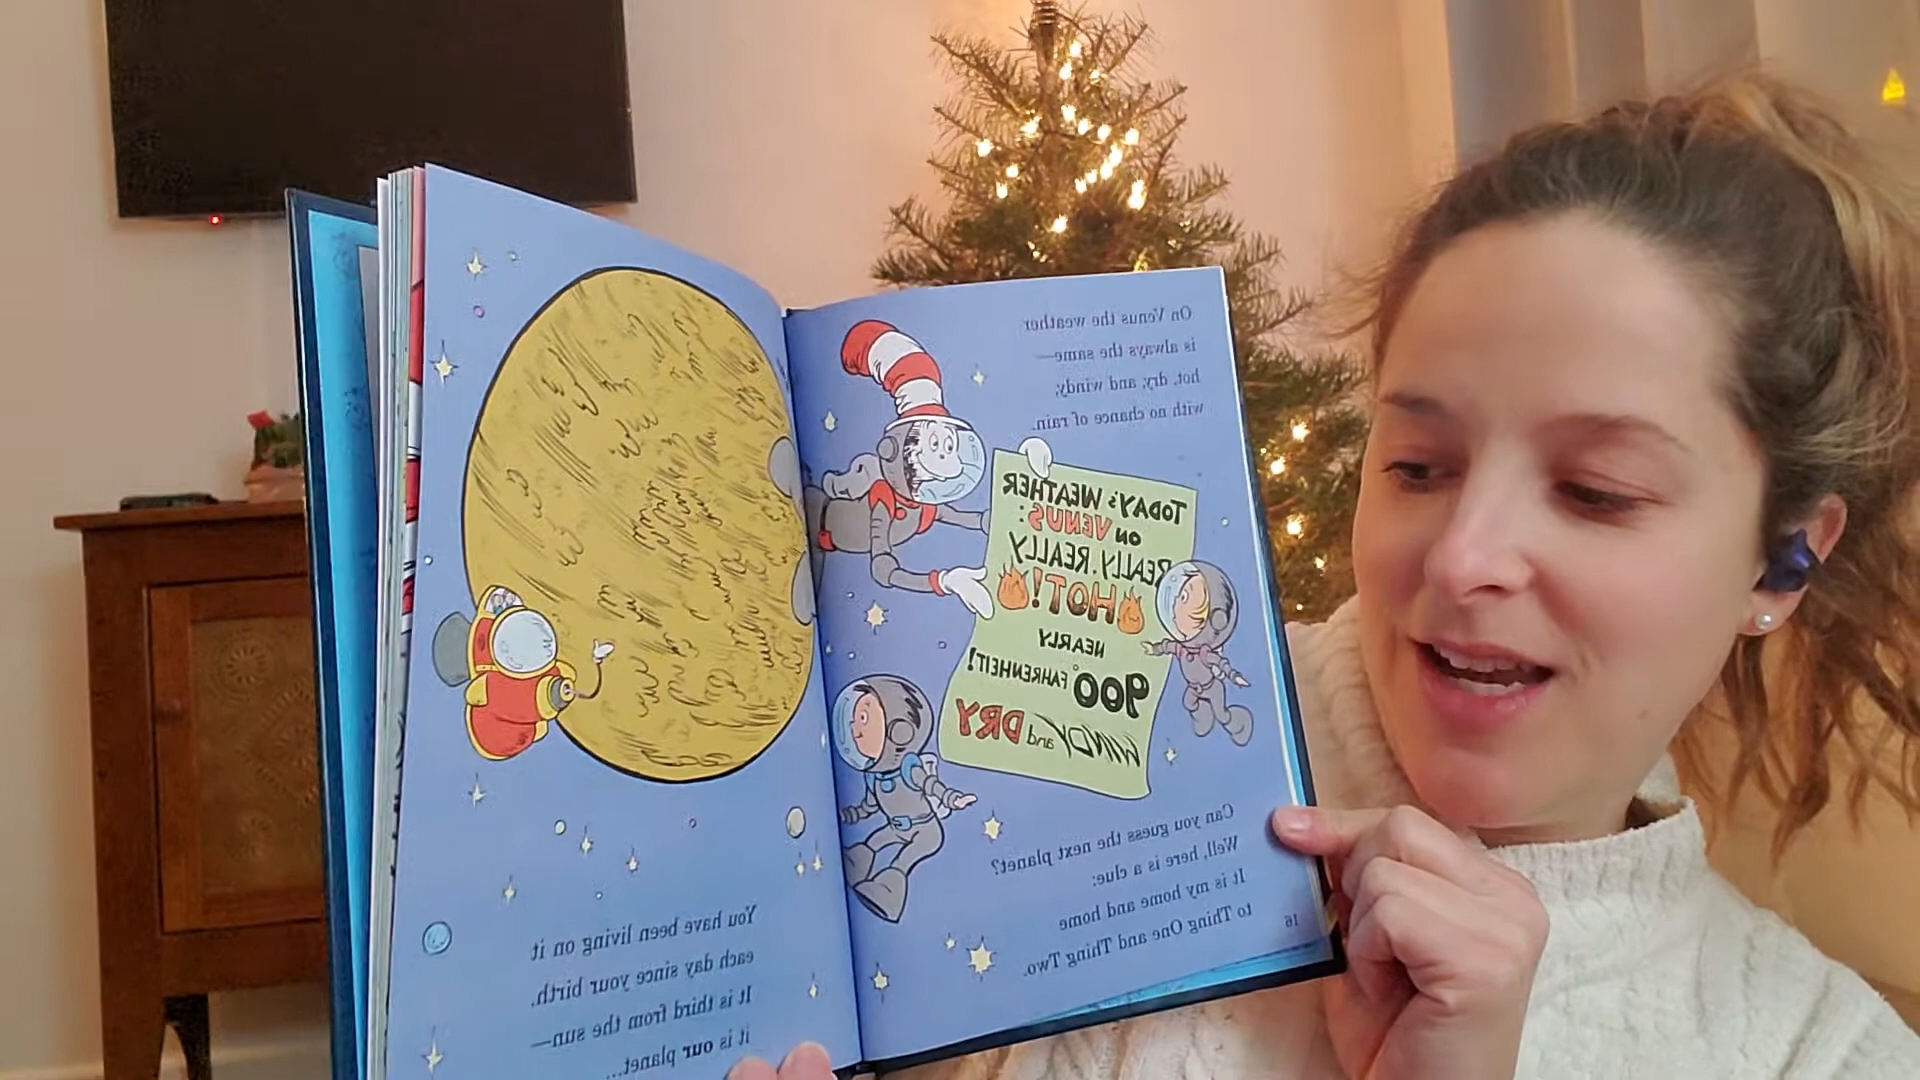 On Venus the weather
is always the same—
hot, dry, and windy,
with no chance of rain.
TODAY'S WEATHER
ON VENUS:
REALLY, REALLY
HOT!
NEARLY
900° FAHRENHEIT!
WINDY and DRY
Can you guess the next planet?
Well, here is a clue:
It is my home and home
to Thing One and Thing Two.
16
You have been living on it
each day since your birth.
It is third from the sun—
it is our planet...